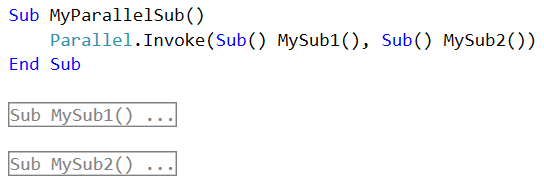 Sub MyParallelSub()
Parallel.Invoke(Sub() MySub1(), Sub() MySub2())
End Sub
Sub MySub1() ...
Sub MySub2() ...